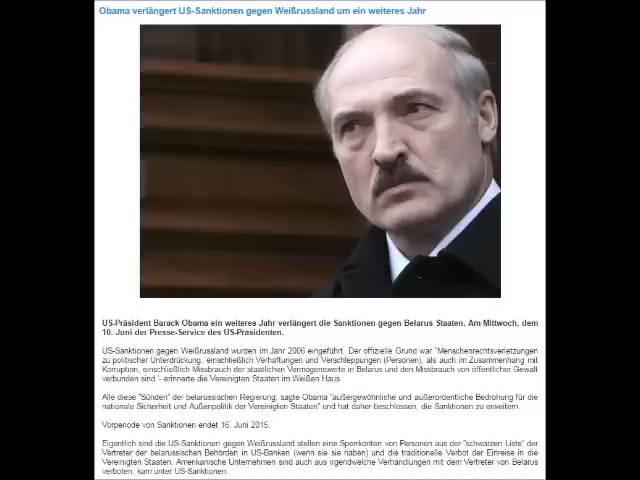 Obama verlängert US-Sanktionen gegen Weißrussland um ein weiteres Jahr
US-Präsident Barack Obama ein weiteres Jahr verlängert die Sanktionen gegen Belarus Staaten. Am Mittwoch, dem
10. Juni der Presse-Service des US-Präsidenten.
US-Sanktionen gegen Weißrussland wurden im Jahr 2006 eingeführt. Der offizielle Grund war "Menschenrechtsverletzungen
zu politischer Unterdrückung, einschließlich Verhaftungen und Verschleppungen (Personen), als auch im Zusammenhang mit
Korruption, einschließlich Missbrauch der staatlichen Vermögenswerte in Belarus und den Missbrauch von öffentlicher Gewalt
verbunden sind '- erinnerte die Vereinigten Staaten im Weißen Haus
Alle diese "Sünden" der belarussischen Regierung, sagte Obama "außergewöhnliche und außerordentliche Bedrohung für die
nationale Sicherheit und Außenpolitik der Vereinigten Staaten" und hat daher beschlossen, die Sanktionen zu erweitern.
Vorperiode von Sanktionen endet 16. Juni 2015.
Eigentlich sind die US-Sanktionen gegen Weißrussland stellen eine Sperrkonten von Personen aus der "schwarzen Liste" der
Vertreter der belarussischen Behörden in US-Banken (wenn sie sie haben) und die traditionelle Verbot der Einreise in die
Vereinigten Staaten. Amerikanische Unternehmen sind auch aus irgendwelche Verhandlungen mit dem Vertreter von Belarus
verboten, kam unter US-Sanktionen.